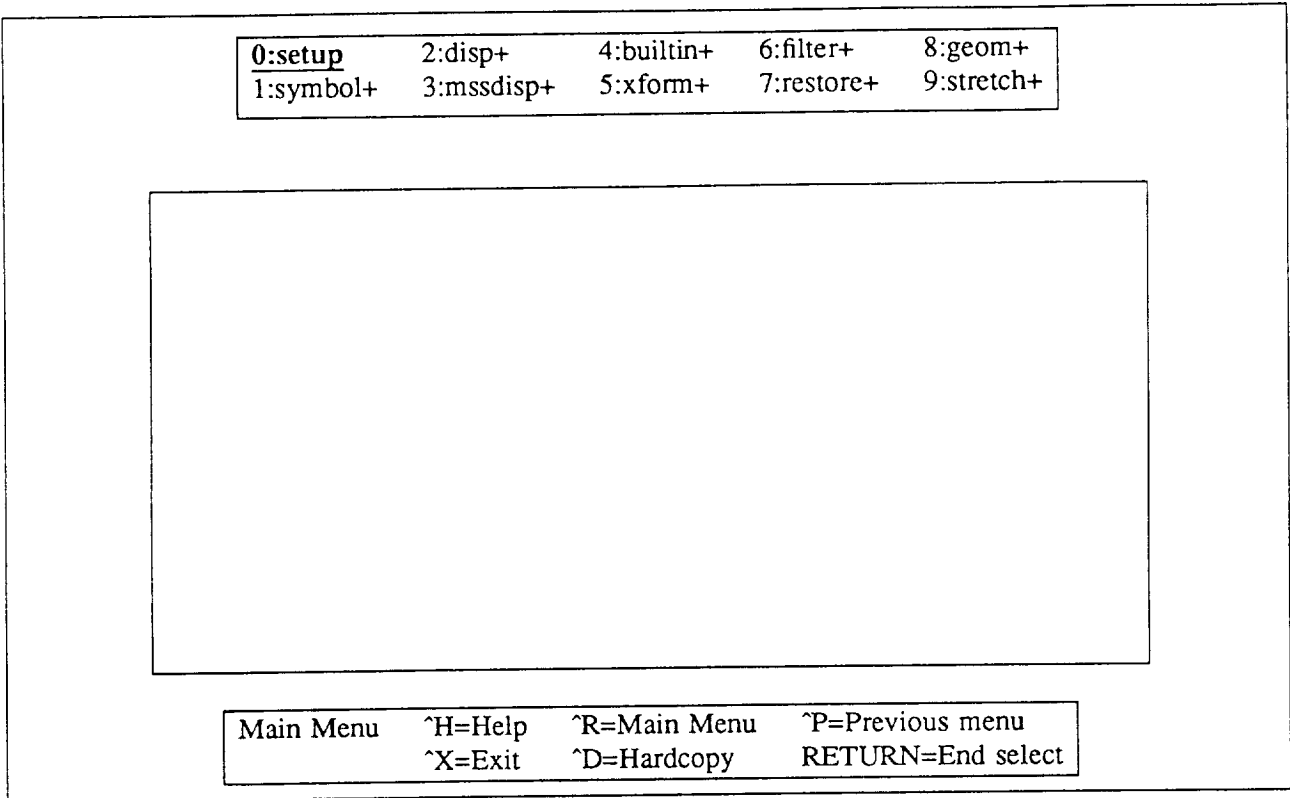 0:setup 2:disp+ 4:builtin+ 6:filter+ 8:geom+
1:symbol+ 3:mssdisp+ 5:xform+ 7:restore+ 9:stretch+
Main Menu ^H=Help ^R=Main Menu ^P=Previous menu
^X=Exit ^D=Hardcopy RETURN=End select